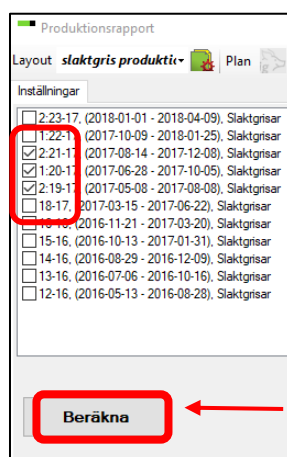 Produktionsrapport
Layout slaktgris produktio Plan
Inställningar
2:23-17, (2018-01-01 - 2018-04-09), Slaktgrisar
1:22-17, (2017-10-09 - 2018-01-25), Slaktgrisar
2:21-17, (2017-08-14 - 2017-12-08), Slaktgrisar
1:20-17, (2017-06-28 - 2017-10-05), Slaktgrisar
2:19-17, (2017-05-08 - 2017-08-08), Slaktgrisar
18-17, (2017-03-15 - 2017-06-22), Slaktgrisar
16-16, (2016-11-21 - 2017-03-20), Slaktgrisar
15-16, (2016-10-13 - 2017-01-31), Slaktgrisar
14-16, (2016-08-29 - 2016-12-09), Slaktgrisar
13-16, (2016-07-06 - 2016-10-16), Slaktgrisar
12-16, (2016-05-13 - 2016-08-28), Slaktgrisar
Beräkna